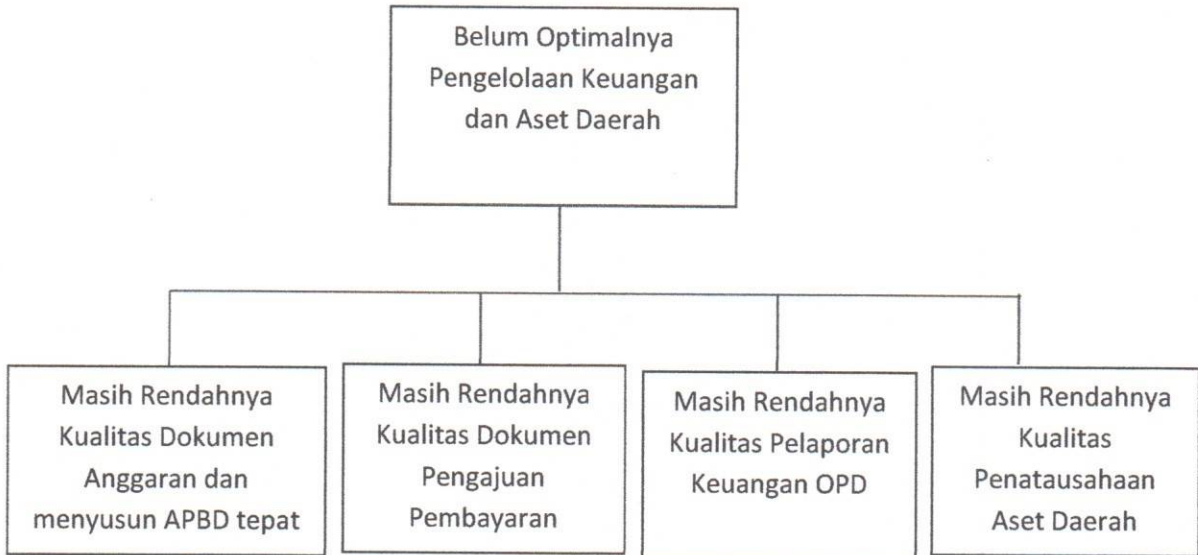 Belum Optimalnya
Pengelolaan Keuangan
dan Aset Daerah
Masih Rendahnya
Kualitas Dokumen
Anggaran dan
menyusun APBD tepat
Masih Rendahnya
Kualitas Dokumen
Pengajuan
Pembayaran
Masih Rendahnya
Kualitas Pelaporan
Keuangan OPD
Masih Rendahnya
Kualitas
Penatausahaan
Aset Daerah